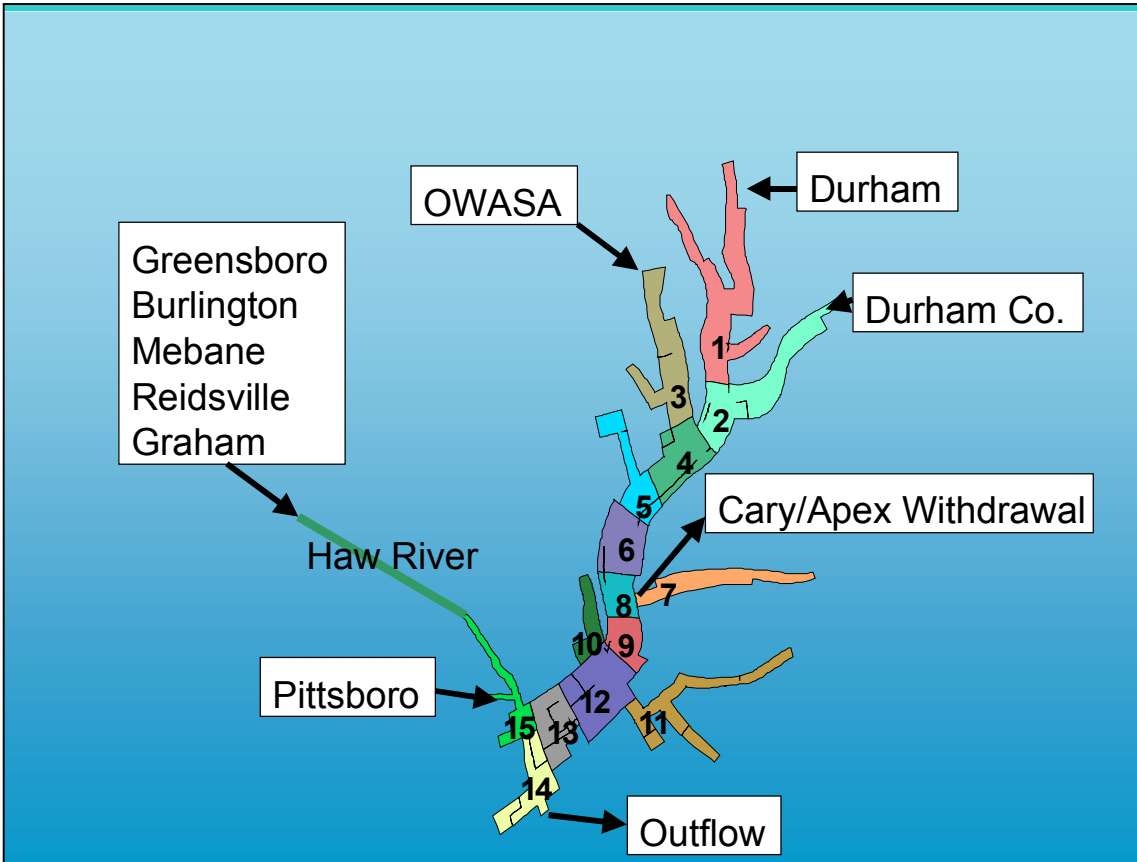 Durham
OWASA
Greensboro
Burlington
Mebane
Reidsville
Graham
Durham Co.
1
3
2
4
Cary/Apex Withdrawal
5
6
Haw River
7
8
9
10
Pittsboro
12
11
15
13
14
Outflow